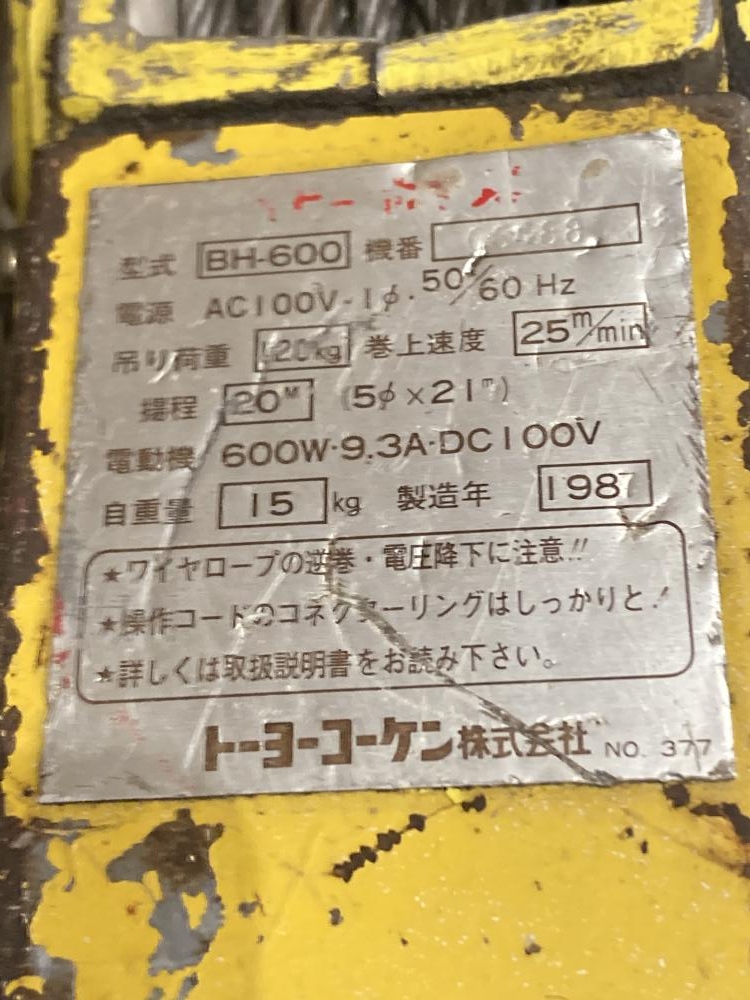 型式 BH-600 機番
電源 AC100V-1φ·50/60 Hz
吊り荷重 120kg 巻上速度 25m/min
揚程 20M (5φ×21m)
電動機 600W·9.3A·DC100V
自重量 15 kg 製造年 1987
★ワイヤロープの逆巻・電圧降下に注意!!
★操作コードのコネクターリングはしっかりと!
★詳しくは取扱説明書をお読み下さい。
トーヨーコーケン株式会社 NO. 377